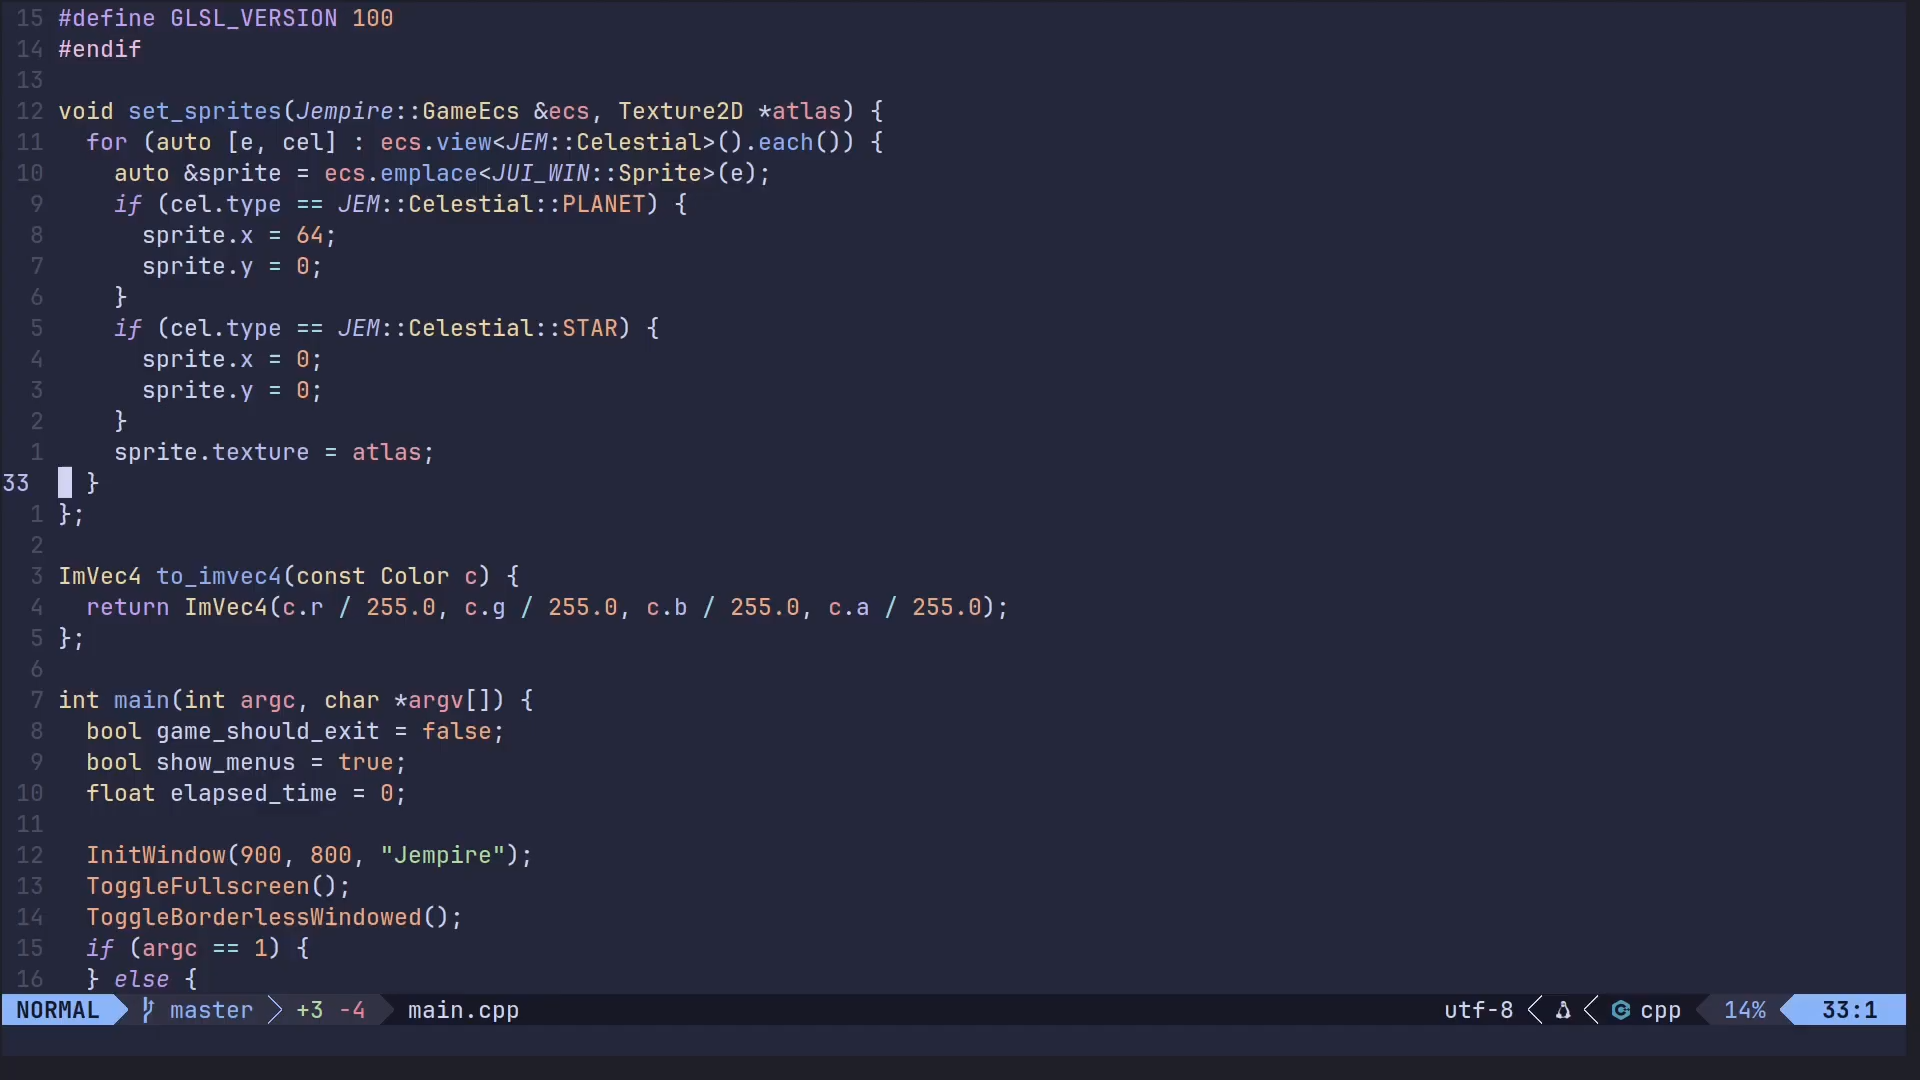 15 #define GLSL_VERSION 100
14 #endif
13
12 void set_sprites(Jempire::GameEcs &ecs, Texture2D *atlas) {
11   for (auto [e, cel] : ecs.view<JEM::Celestial>().each()) {
10     auto &sprite = ecs.emplace<JUI_WIN::Sprite>(e);
9     if (cel.type == JEM::Celestial::PLANET) {
8       sprite.x = 64;
7       sprite.y = 0;
6     }
5     if (cel.type == JEM::Celestial::STAR) {
4       sprite.x = 0;
3       sprite.y = 0;
2     }
1     sprite.texture = atlas;
33   }
1 };
2
3 ImVec4 to_imvec4(const Color c) {
4   return ImVec4(c.r / 255.0, c.g / 255.0, c.b / 255.0, c.a / 255.0);
5 };
6
7 int main(int argc, char *argv[]) {
8   bool game_should_exit = false;
9   bool show_menus = true;
10   float elapsed_time = 0;
11
12   InitWindow(900, 800, "Jempire");
13   ToggleFullscreen();
14   ToggleBorderlessWindowed();
15   if (argc == 1) {
16   } else {
NORMAL master +3 -4 main.cpp utf-8 cpp 14% 33:1